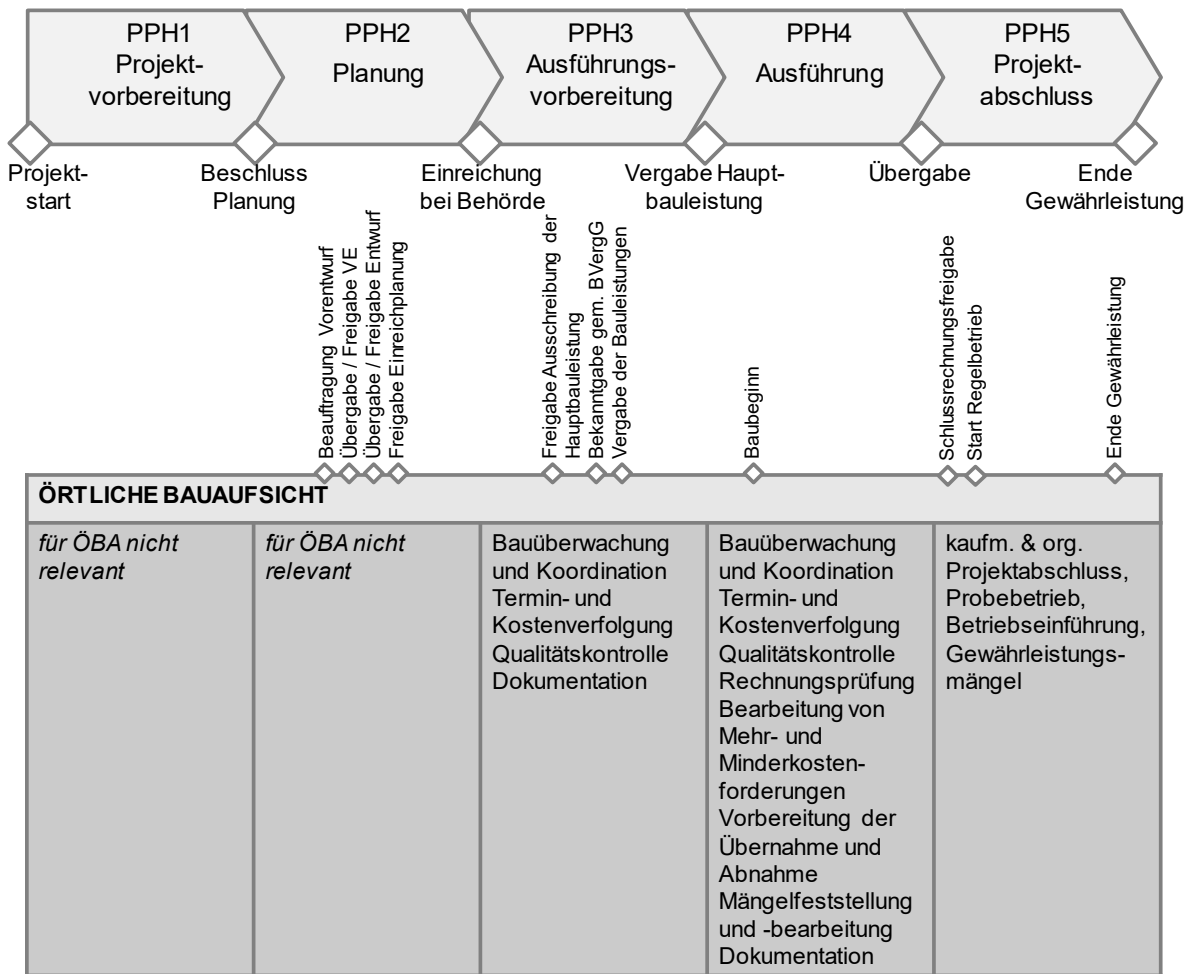 PPH1
Projekt-
vorbereitung
PPH2
Planung
PPH3
Ausführungs-
vorbereitung
PPH4
Ausführung
PPH5
Projekt-
abschluss
Projekt-
start
Beschluss
Planung
Einreichung
bei Behörde
Vergabe Haupt-
bauleistung
Übergabe
Ende
Gewährleistung
Beauftragung Vorentwurf
Übergabe / Freigabe VE
Übergabe / Freigabe Entwurf
Freigabe Einreichplanung
Freigabe Ausschreibung der
Hauptbauleistung
Bekanntgabe gem. BVergG
Vergabe der Bauleistungen
Baubeginn
Schlussrechnungsfreigabe
Start Regelbetrieb
Ende Gewährleistung
ÖRTLICHE BAUAUFSICHT
für ÖBA nicht
relevant
für ÖBA nicht
relevant
Bauüberwachung
und Koordination
Termin- und
Kostenverfolgung
Qualitätskontrolle
Dokumentation
Bauüberwachung
und Koordination
Termin- und
Kostenverfolgung
Qualitätskontrolle
Rechnungsprüfung
Bearbeitung von
Mehr- und
Minderkosten-
forderungen
Vorbereitung der
Übernahme und
Abnahme
Mängelfeststellung
und -bearbeitung
Dokumentation
kaufm. & org.
Projektabschluss,
Probebetrieb,
Betriebseinführung,
Gewährleistungs-
mängel